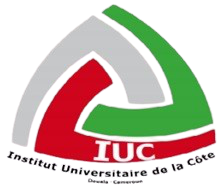 IUC
Institut Universitaire de la Côte
Douala Cameroun